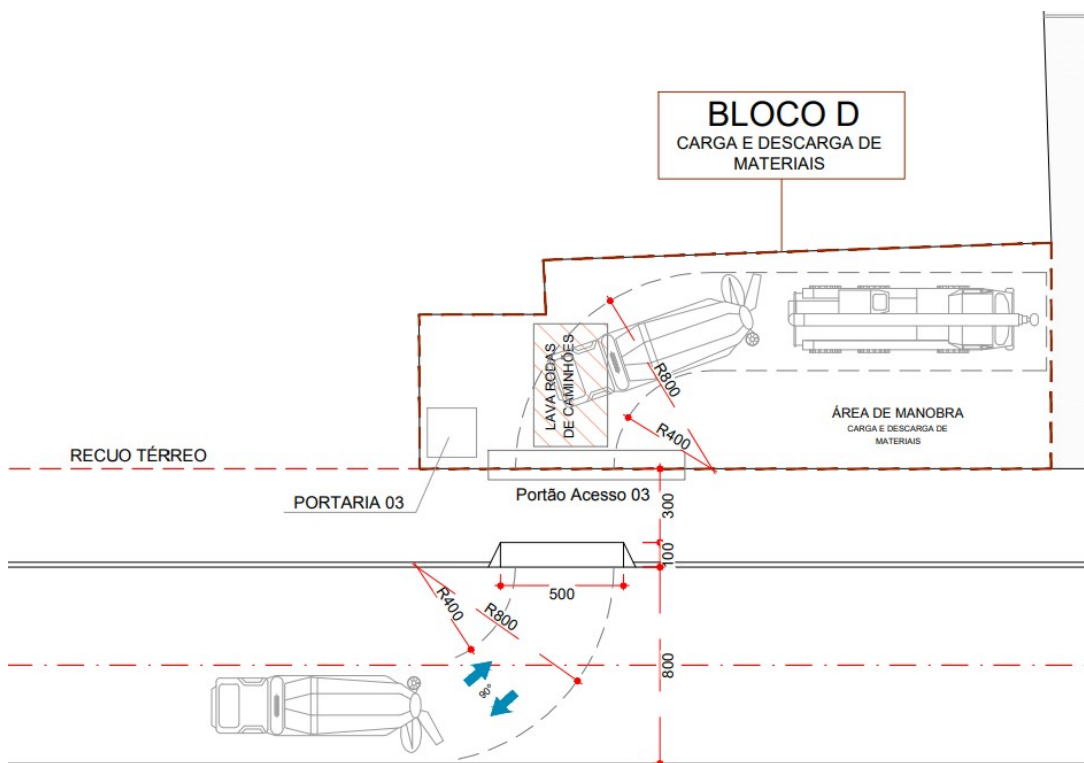 BLOCO D
CARGA E DESCARGA DE
MATERIAIS
LAVA RODAS
DE CAMINHÕES
R800
R400
ÁREA DE MANOBRA
CARGA E DESCARGA DE
MATERIAIS
RECUO TÉRREO
PORTARIA 03
Portão Acesso 03
300
100
500
R400
R800
800
90°